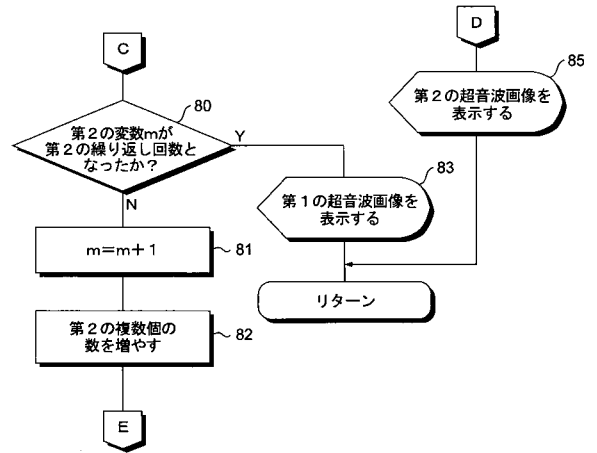 C
80
第2の変数mが
第2の繰り返し回数と
なったか？
Y
N
81
m=m+1
82
第2の複数個の
数を増やす
E
83
第1の超音波画像を
表示する
リターン
D
85
第2の超音波画像を
表示する